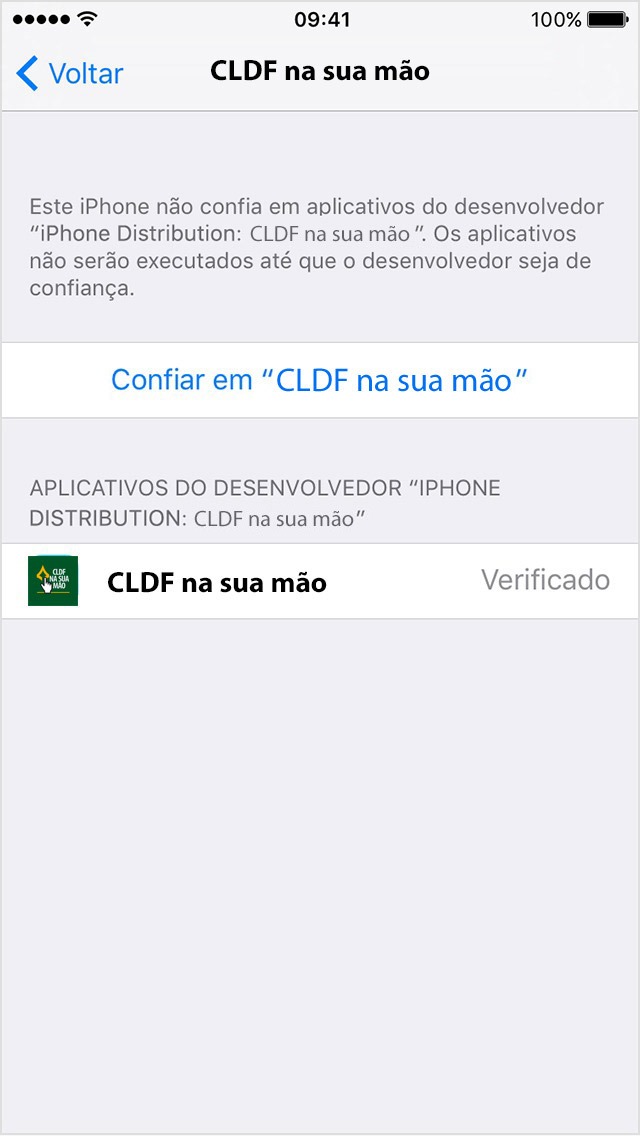 09:41 100%
Voltar CLDF na sua mão
Este iPhone não confia em aplicativos do desenvolvedor
“iPhone Distribution: CLDF na sua mão ”. Os aplicativos
não serão executados até que o desenvolvedor seja de
confiança.
Confiar em “CLDF na sua mão”
APLICATIVOS DO DESENVOLVEDOR “IPHONE
DISTRIBUTION: CLDF na sua mão”
CLDF
NA SUA
MÃO
CLDF na sua mão Verificado